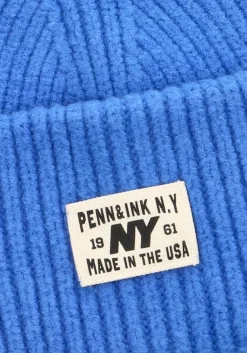 PENN&INK N.Y
19 NY 61
MADE IN THE USA